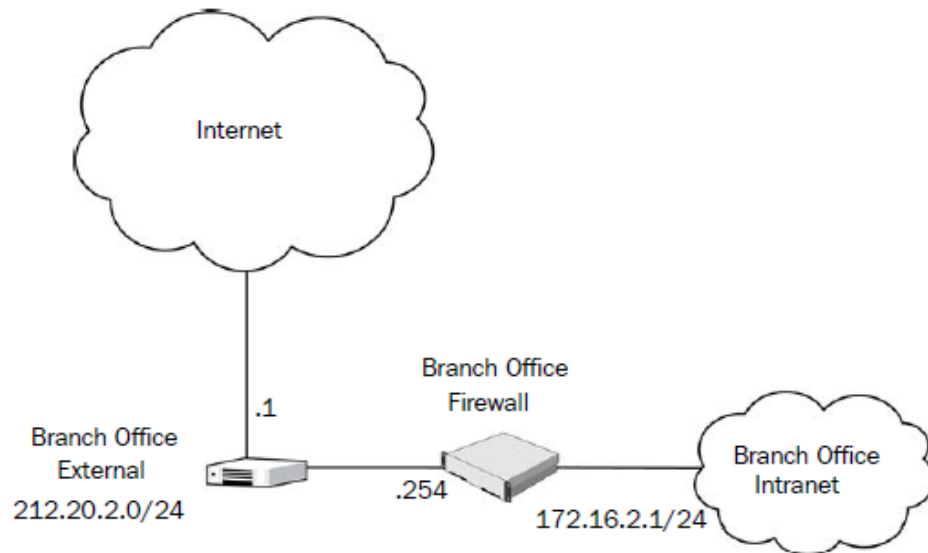 Internet
.1
Branch Office
Firewall
Branch Office
External
212.20.2.0/24
.254
172.16.2.1/24
Branch Office
Intranet